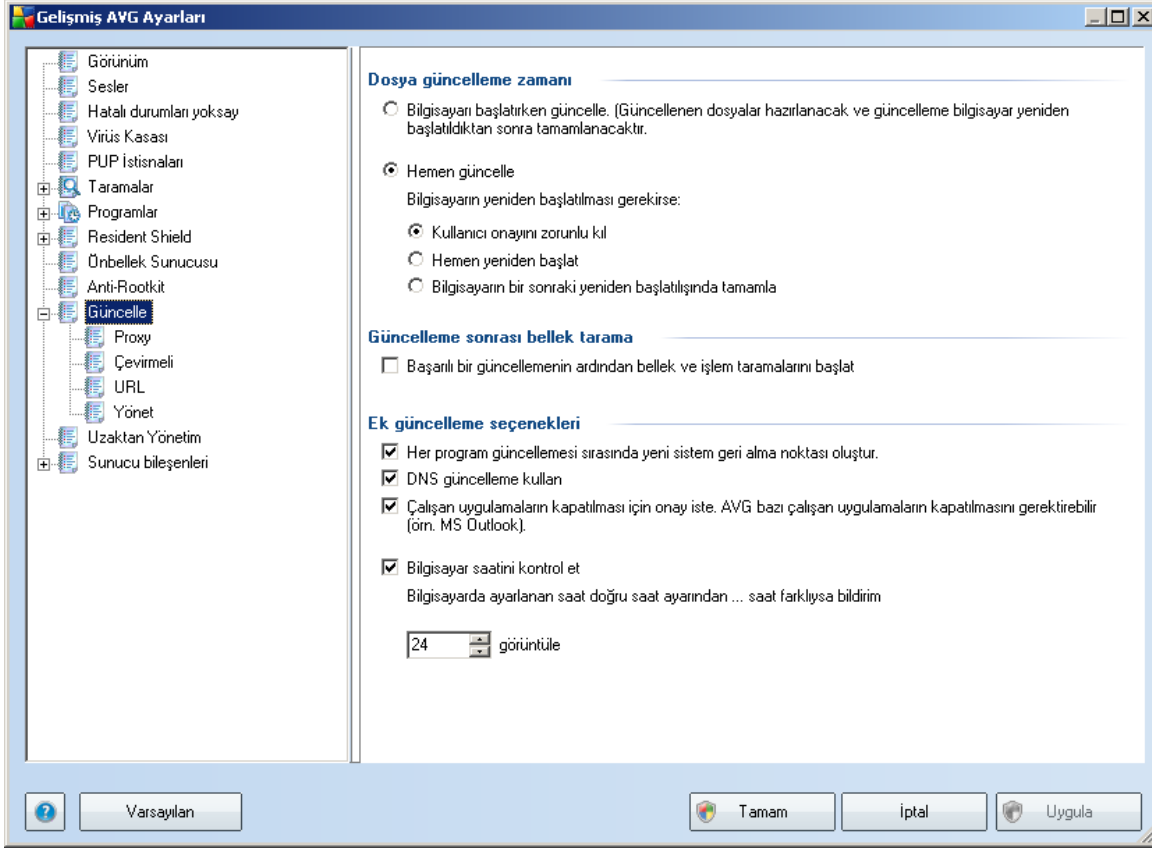 Gelişmiş AVG Ayarları
Görünüm
Sesler
Hatalı durumları yoksay
Virüs Kasası
PUP İstisnaları
Taramalar
Programlar
Resident Shield
Önbellek Sunucusu
Anti-Rootkit
Güncelle
Proxy
Çevirmeli
URL
Yönet
Uzaktan Yönetim
Sunucu bileşenleri
Dosya güncelleme zamanı
Bilgisayarı başlatırken güncelle. (Güncellenen dosyalar hazırlanacak ve güncelleme bilgisayar yeniden
başlatıldıktan sonra tamamlanacaktır.
Hemen güncelle
Bilgisayarın yeniden başlatılması gerekirse:
Kullanıcı onayını zorunlu kıl
Hemen yeniden başlat
Bilgisayarın bir sonraki yeniden başlatılışında tamamla
Güncelleme sonrası bellek tarama
Başarılı bir güncellemenin ardından bellek ve işlem taramalarını başlat
Ek güncelleme seçenekleri
Her program güncellemesi sırasında yeni sistem geri alma noktası oluştur.
DNS güncelleme kullan
Çalışan uygulamaların kapatılması için onay iste. AVG bazı çalışan uygulamaların kapatılmasını gerektirebilir
(örn. MS Outlook).
Bilgisayar saatini kontrol et
Bilgisayarda ayarlanan saat doğru saat ayarından ... saat farklıysa bildirim
24 görüntüle
Varsayılan
Tamam
İptal
Uygula